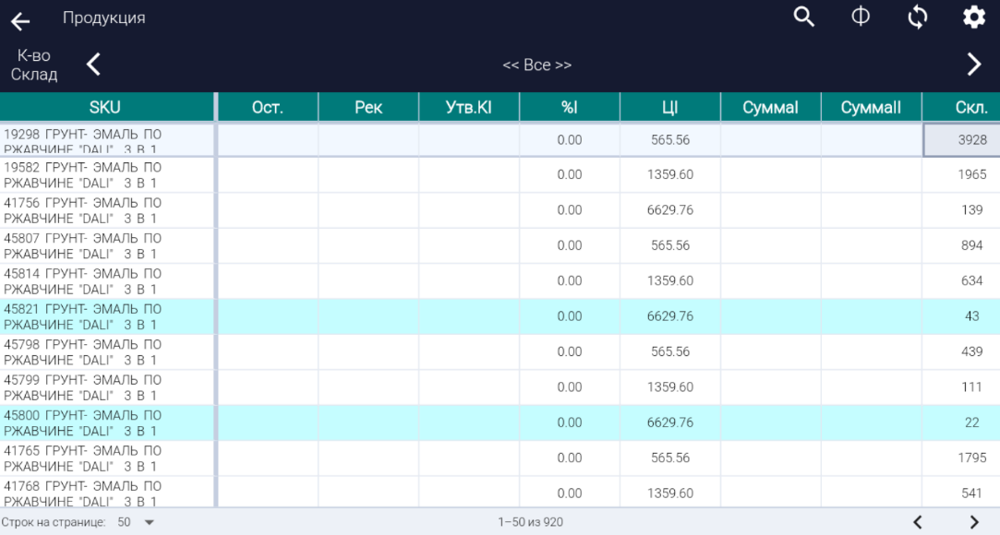 Продукция
К-во
Склад
<< Все >>
SKU Ост. Рек Утв.КI %I ЦI СуммаI СуммаII Скл.
19298 ГРУНТ- ЭМАЛЬ ПО
РЖАВЧИНЕ "DALI" 3 В 1
0.00 565.56 3928
19582 ГРУНТ- ЭМАЛЬ ПО
РЖАВЧИНЕ "DALI" 3 В 1
0.00 1359.60 1965
41756 ГРУНТ- ЭМАЛЬ ПО
РЖАВЧИНЕ "DALI" 3 В 1
0.00 6629.76 139
45807 ГРУНТ- ЭМАЛЬ ПО
РЖАВЧИНЕ "DALI" 3 В 1
0.00 565.56 894
45814 ГРУНТ- ЭМАЛЬ ПО
РЖАВЧИНЕ "DALI" 3 В 1
0.00 1359.60 634
45821 ГРУНТ- ЭМАЛЬ ПО
РЖАВЧИНЕ "DALI" 3 В 1
0.00 6629.76 43
45798 ГРУНТ- ЭМАЛЬ ПО
РЖАВЧИНЕ "DALI" 3 В 1
0.00 565.56 439
45799 ГРУНТ- ЭМАЛЬ ПО
РЖАВЧИНЕ "DALI" 3 В 1
0.00 1359.60 111
45800 ГРУНТ- ЭМАЛЬ ПО
РЖАВЧИНЕ "DALI" 3 В 1
0.00 6629.76 22
41765 ГРУНТ- ЭМАЛЬ ПО
РЖАВЧИНЕ "DALI" 3 В 1
0.00 565.56 1795
41768 ГРУНТ- ЭМАЛЬ ПО
РЖАВЧИНЕ "DALI" 3 В 1
0.00 1359.60 541
Строк на странице: 50 1–50 из 920